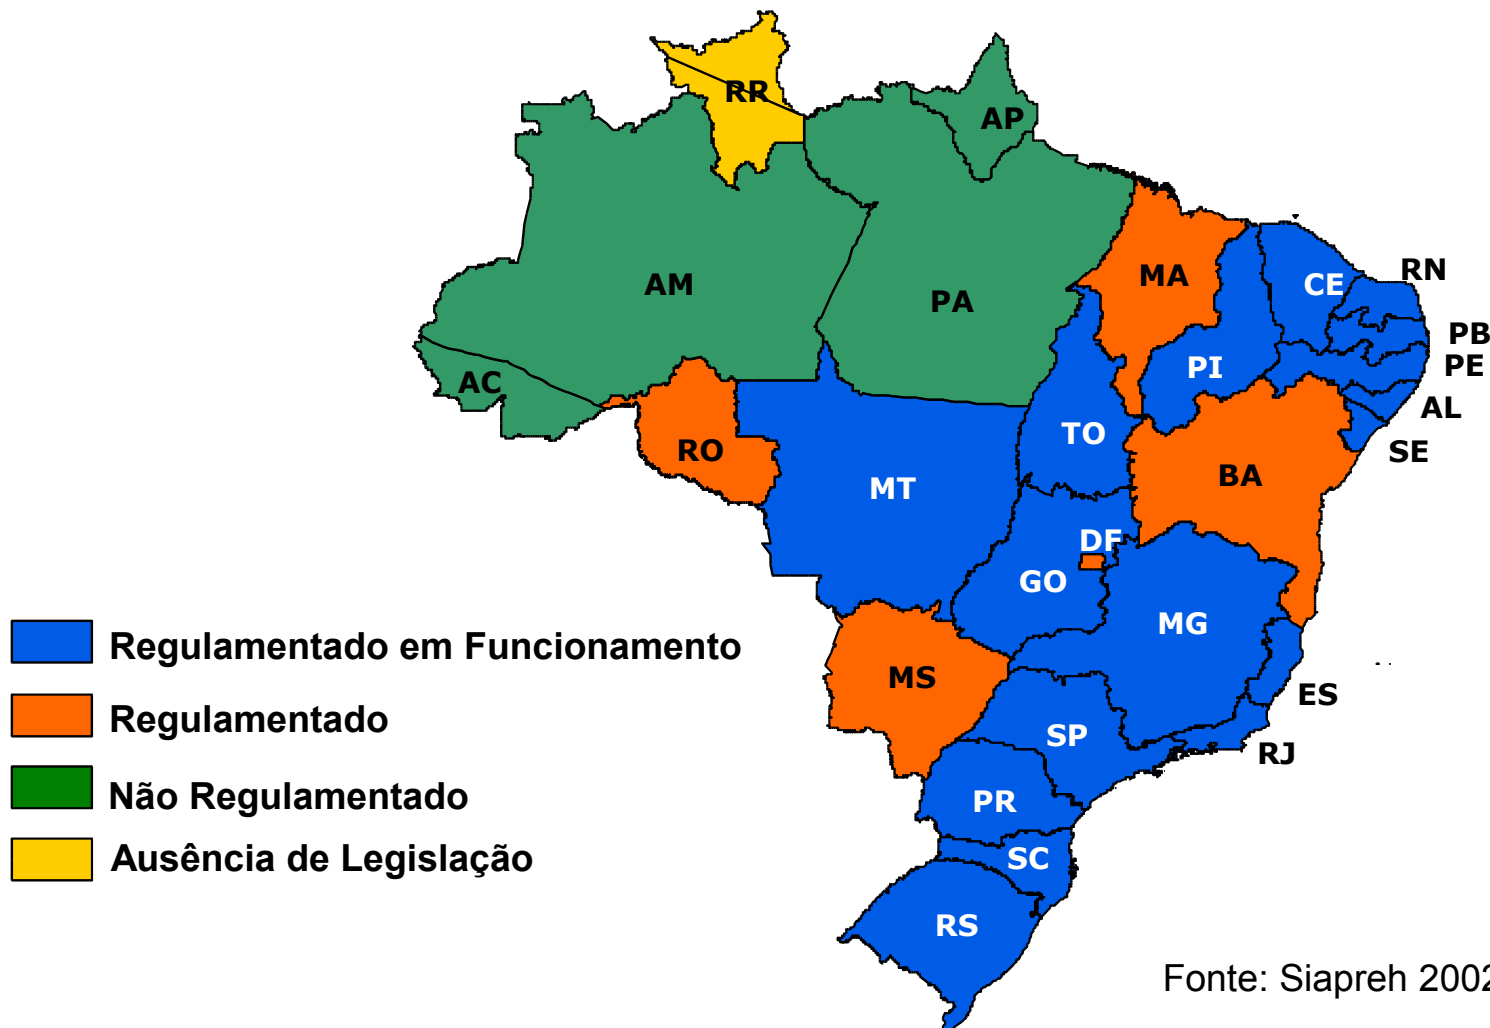 RR
AP
AM
PA
MA
CE
RN
PB
PE
PI
AC
AL
TO
RO
SE
BA
MT
DF
GO
MG
Regulamentado em Funcionamento
MS
ES
Regulamentado
SP
RJ
Não Regulamentado
PR
Ausência de Legislação
SC
RS
Fonte: Siapreh 2002